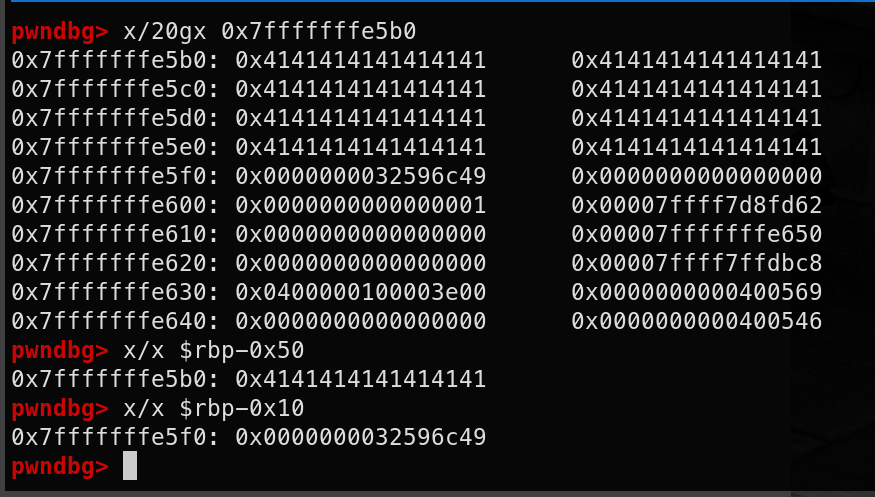 pwndbg> x/20gx 0x7fffffffe5b0
0x7fffffffe5b0: 0x4141414141414141 0x4141414141414141
0x7fffffffe5c0: 0x4141414141414141 0x4141414141414141
0x7fffffffe5d0: 0x4141414141414141 0x4141414141414141
0x7fffffffe5e0: 0x4141414141414141 0x4141414141414141
0x7fffffffe5f0: 0x0000000032596c49 0x0000000000000000
0x7fffffffe600: 0x0000000000000001 0x00007ffff7d8fd62
0x7fffffffe610: 0x0000000000000000 0x00007fffffffe650
0x7fffffffe620: 0x0000000000000000 0x00007ffff7ffdbc8
0x7fffffffe630: 0x0400000100003e00 0x0000000000400569
0x7fffffffe640: 0x0000000000000000 0x0000000000400546
pwndbg> x/x $rbp-0x50
0x7fffffffe5b0: 0x4141414141414141
pwndbg> x/x $rbp-0x10
0x7fffffffe5f0: 0x0000000032596c49
pwndbg>